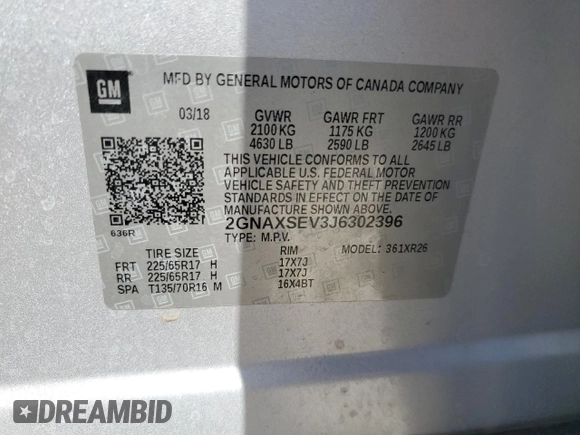 GM
MFD BY GENERAL MOTORS OF CANADA COMPANY
03/18 GVWR GAWR FRT GAWR RR
2100 KG 1175 KG 1200 KG
4630 LB 2590 LB 2645 LB
THIS VEHICLE CONFORMS TO ALL
APPLICABLE U.S. FEDERAL MOTOR
VEHICLE SAFETY AND THEFT PREVENTION
STANDARDS IN EFFECT ON THE DATE OF
MANUFACTURE SHOWN ABOVE.
636R 2GNAXSEV3J6302396
TYPE: M.P.V. MODEL: 361XR26
TIRE SIZE RIM
FRT 225/65R17 H 17X7J
RR 225/65R17 H 17X7J
SPA T135/70R16 M 16X4BT
DREAMBID